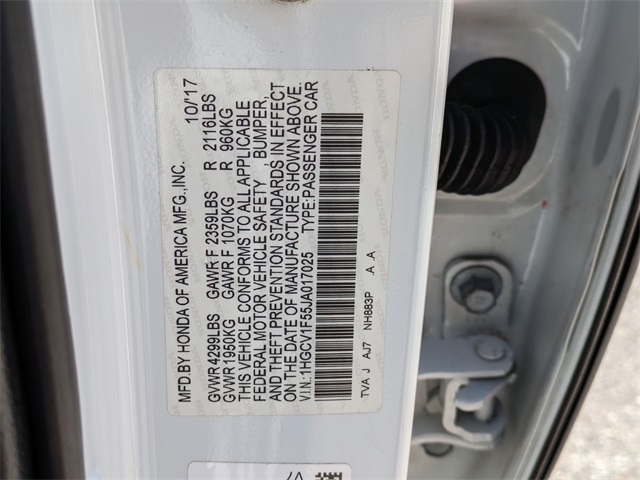 MFD.BY HONDA OF AMERICA MFG.,INC. 10/17
GVWR 4299LBS GAWR F 2359LBS R 2116LBS
GVWR 1950KG GAWR F 1070KG R 960KG
THIS VEHICLE CONFORMS TO ALL APPLICABLE
FEDERAL MOTOR VEHICLE SAFETY BUMPER,
AND THEFT PREVENTION STANDARDS IN EFFECT
ON THE DATE OF MANUFACTURE SHOWN ABOVE.
V.I.N.:1HGCV1F55JA017025 TYPE:PASSENGER CAR
TVA J AJ7 NH883P .A .A